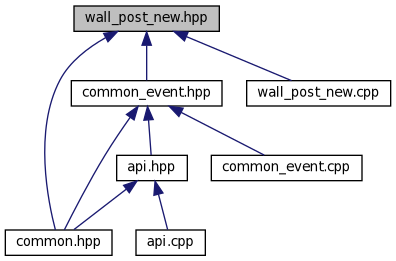 wall_post_new.hpp
common_event.hpp
wall_post_new.cpp
api.hpp
common_event.cpp
common.hpp
api.cpp